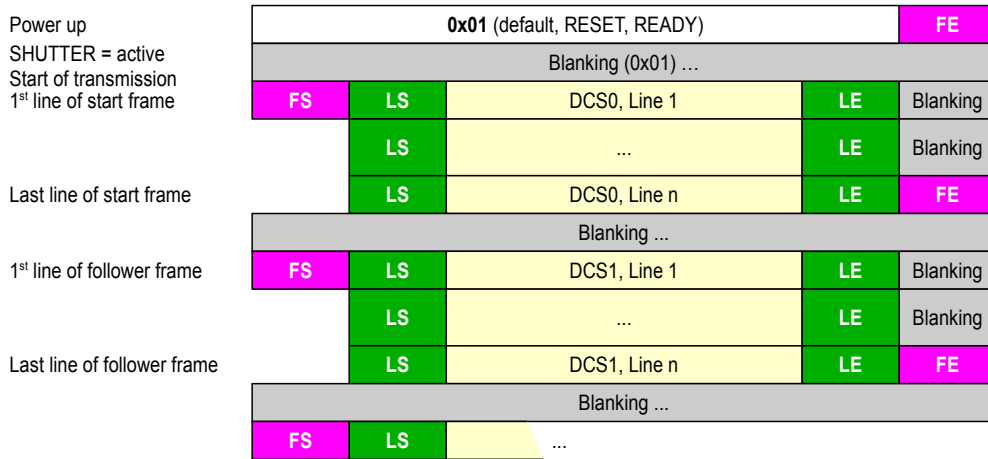 Power up 0x01 (default, RESET, READY) FE
SHUTTER = active
Blanking (0x01) ...
Start of transmission
1st line of start frame FS LS DCS0, Line 1 LE Blanking
LS ... LE Blanking
Last line of start frame LS DCS0, Line n LE FE
Blanking ...
1st line of follower frame FS LS DCS1, Line 1 LE Blanking
LS ... LE Blanking
Last line of follower frame LS DCS1, Line n LE FE
Blanking ...
FS LS ...